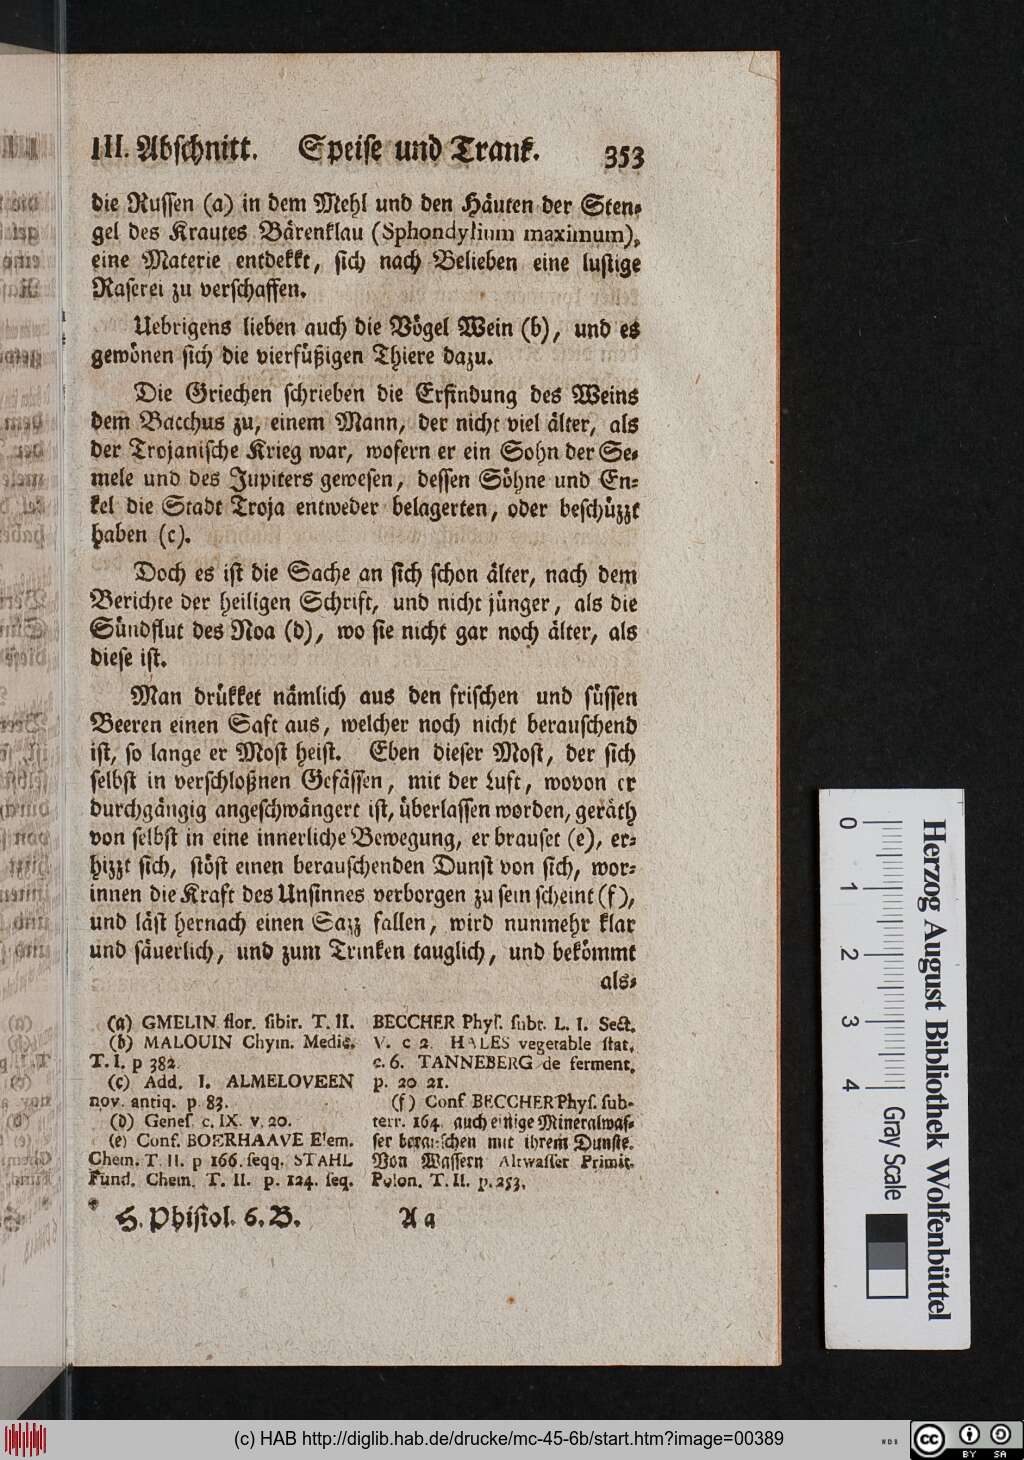 III. Abſchnitt. Speiſe und Trank. 353
die Ruſſen (a) in dem Mehl und den Häuten der Sten⸗
gel des Krautes Bärenklau (Sphondylium maximum),
eine Materie entdekkt, ſich nach Belieben eine luſtige
Raſerei zu verſchaffen.
Uebrigens lieben auch die Vögel Wein (b), und es
gewönen ſich die vierfüßigen Thiere dazu.
Die Griechen ſchrieben die Erfindung des Weins
dem Bacchus zu, einem Mann, der nicht viel älter, als
der Trojaniſche Krieg war, wofern er ein Sohn der Se⸗
mele und des Jupiters geweſen, deſſen Söhne und En⸗
kel die Stadt Troja entweder belagerten, oder beſchüzzt
haben (c).
Doch es iſt die Sache an ſich ſchon älter, nach dem
Berichte der heiligen Schrift, und nicht jünger, als die
Sündflut des Noa (d), wo ſie nicht gar noch älter, als
dieſe iſt.
Man drükket nämlich aus den friſchen und ſüſſen
Beeren einen Saft aus, welcher noch nicht berauſchend
iſt, ſo lange er Moſt heiſt. Eben dieſer Moſt, der ſich
ſelbſt in verſchloßnen Gefäſſen, mit der Luft, wovon er
durchgängig angeſchwängert iſt, überlaſſen worden, geräth
von ſelbſt in eine innerliche Bewegung, er brauſet (e), er⸗
hizzt ſich, ſtöſt einen berauſchenden Dunſt von ſich, wor⸗
innen die Kraft des Unſinnes verborgen zu ſein ſcheint (f),
und läſt hernach einen Sazz fallen, wird nunmehr klar
und ſäuerlich, und zum Trinken tauglich, und bekömmt
als⸗
(a) GMELIN flor. ſibir. T. II.
(b) MALOUIN Chym. Medic.
T. I. p 382.
(c) Add. I. ALMELOVEEN
nov. antiq. p. 83.
(d) Geneſ. c. IX. v. 20.
(e) Conf. BOERHAAVE Elem.
Chem. T. II. p 166. ſeqq. STAHL
Fund. Chem. T. II. p. 124. ſeq.
BECCHER Phyſ. ſubt. L. I. Sect.
V. c 2. HALES vegetable ſtat.
c. 6. TANNEBERG de ferment.
p. 20 21.
(f) Conf BECCHER Phyſ. ſub-
terr. 164. auch einige Mineralwaſ⸗
ſer berauſchen mit ihrem Dunſte.
Von Waſſern Altwaſſer Primit.
Polon. T. II. p. 253.
H. Phiſiol. 6. B. A a
0 1 2 3 4
Gray Scale
Herzog August Bibliothek Wolfenbüttel
(c) HAB http://diglib.hab.de/drucke/mc-45-6b/start.htm?image=00389
cc BY SA